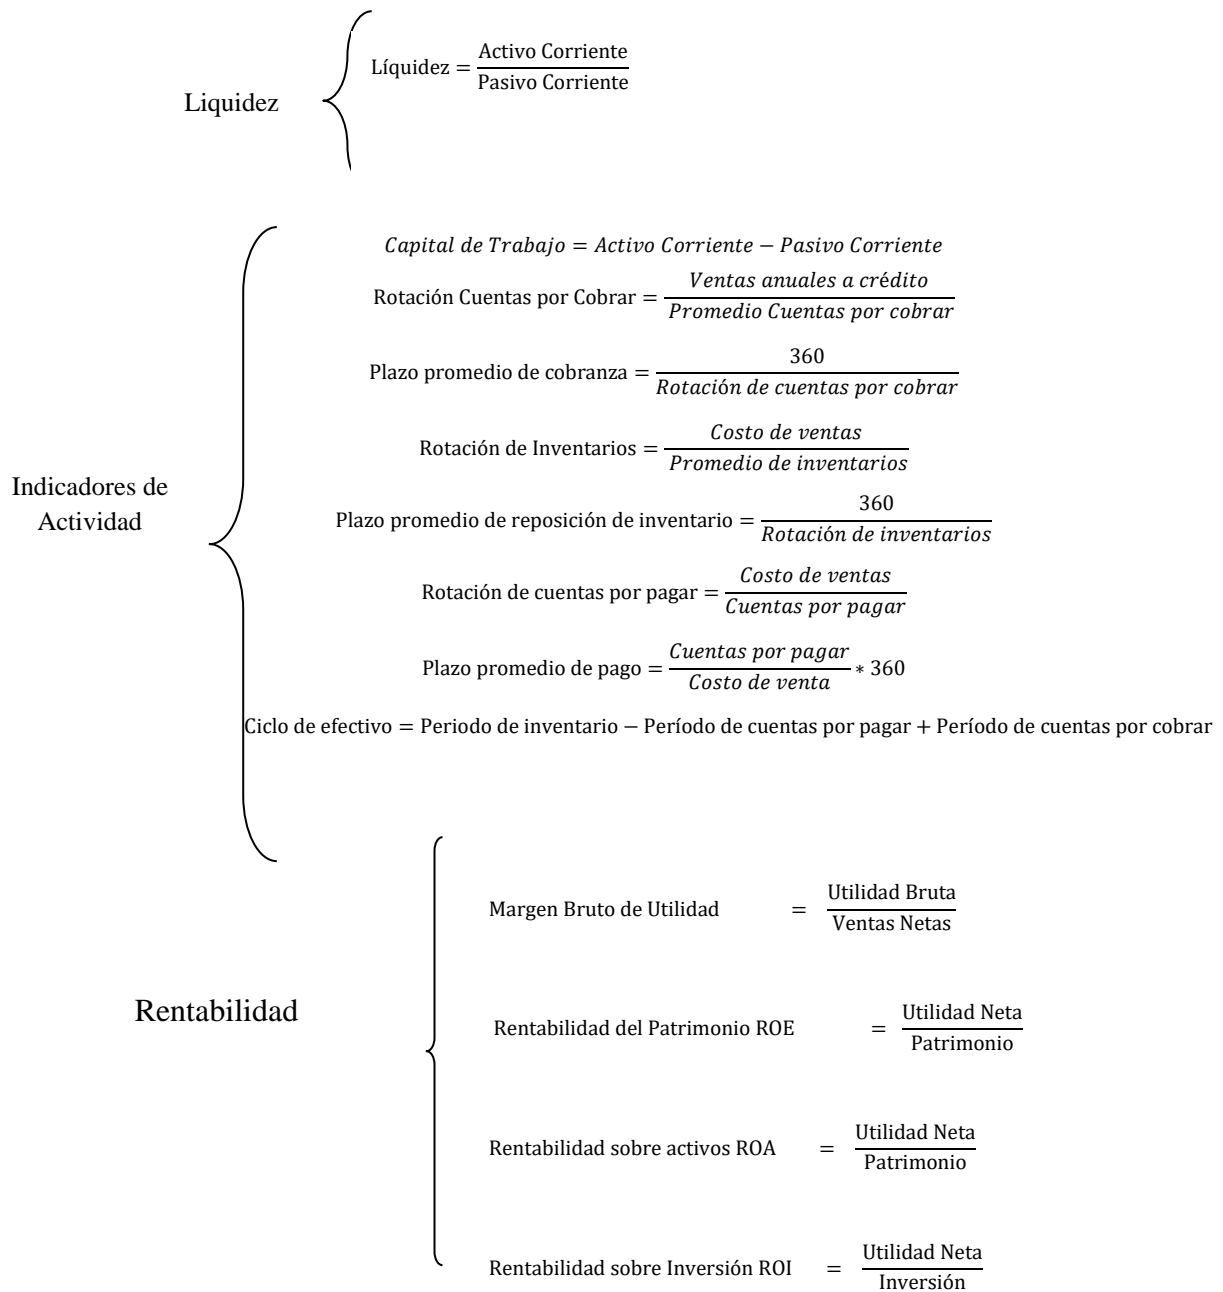 Liquidez
Líquidez = Activo Corriente / Pasivo Corriente
Indicadores de
Actividad
Capital de Trabajo = Activo Corriente − Pasivo Corriente
Rotación Cuentas por Cobrar = Ventas anuales a crédito / Promedio Cuentas por cobrar
Plazo promedio de cobranza = 360 / Rotación de cuentas por cobrar
Rotación de Inventarios = Costo de ventas / Promedio de inventarios
Plazo promedio de reposición de inventario = 360 / Rotación de inventarios
Rotación de cuentas por pagar = Costo de ventas / Cuentas por pagar
Plazo promedio de pago = Cuentas por pagar / Costo de venta ∗ 360
Ciclo de efectivo = Periodo de inventario − Período de cuentas por pagar + Período de cuentas por cobrar
Rentabilidad
Margen Bruto de Utilidad = Utilidad Bruta / Ventas Netas
Rentabilidad del Patrimonio ROE = Utilidad Neta / Patrimonio
Rentabilidad sobre activos ROA = Utilidad Neta / Patrimonio
Rentabilidad sobre Inversión ROI = Utilidad Neta / Inversión